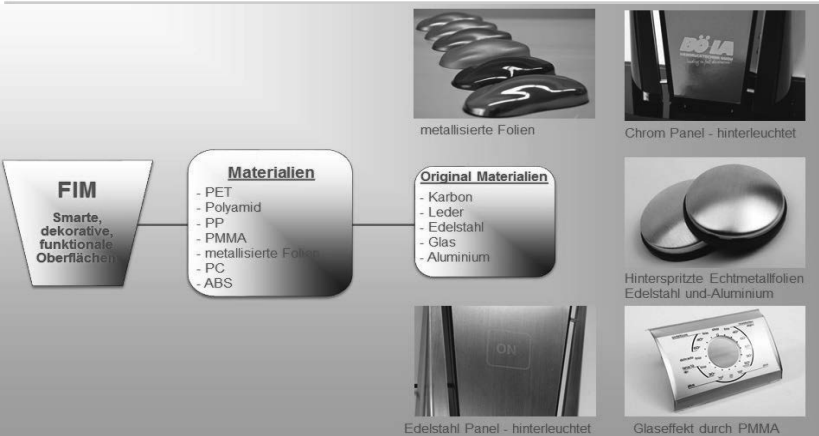 FIM
Smarte,
dekorative,
funktionale
Oberflächen
Materialien
- PET
- Polyamid
- PP
- PMMA
- metallisierte Folien
- PC
- ABS
Original Materialien
- Karbon
- Leder
- Edelstahl
- Glas
- Aluminium
metallisierte Folien
BÖLA
Chrom Panel - hinterleuchtet
Hinterspritzte Echtmetallfolien
Edelstahl und-Aluminium
ON
Edelstahl Panel - hinterleuchtet
Glaseffekt durch PMMA